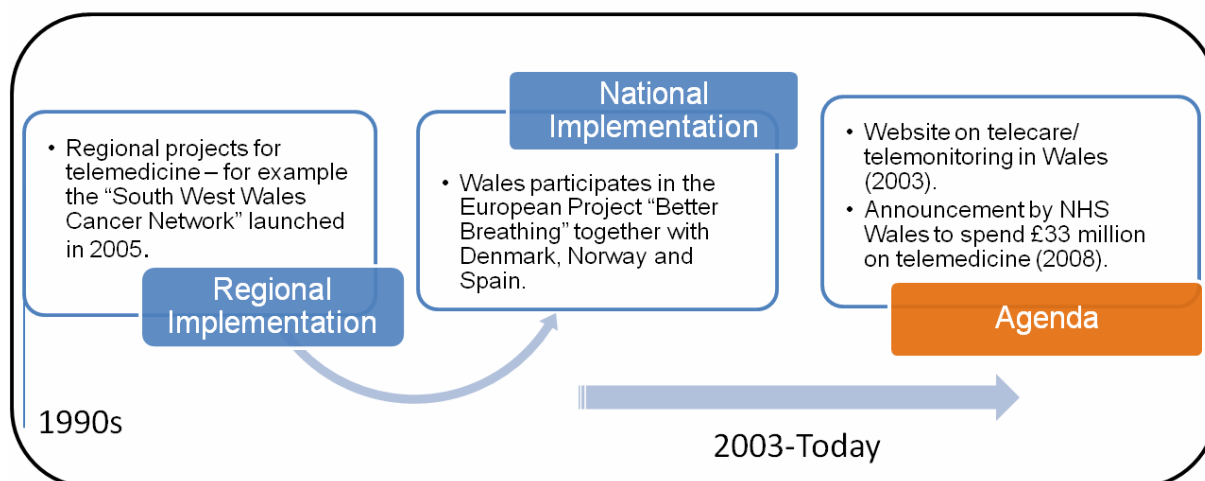 • Regional projects for
telemedicine – for example
the “South West Wales
Cancer Network” launched
in 2005.
Regional
Implementation
National
Implementation
• Wales participates in the
European Project “Better
Breathing” together with
Denmark, Norway and
Spain.
• Website on telecare/
telemonitoring in Wales
(2003).
• Announcement by NHS
Wales to spend £33 million
on telemedicine (2008).
Agenda
1990s
2003-Today